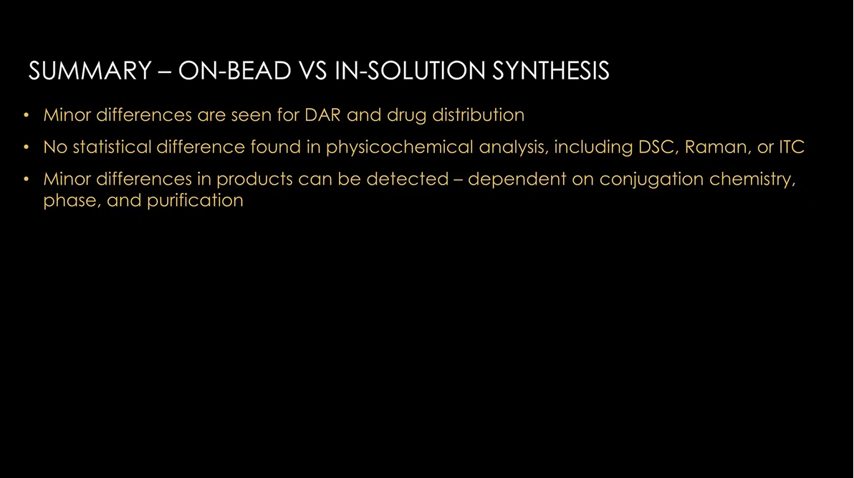 SUMMARY – ON-BEAD VS IN-SOLUTION SYNTHESIS
• Minor differences are seen for DAR and drug distribution
• No statistical difference found in physicochemical analysis, including DSC, Raman, or ITC
• Minor differences in products can be detected – dependent on conjugation chemistry,
phase, and purification